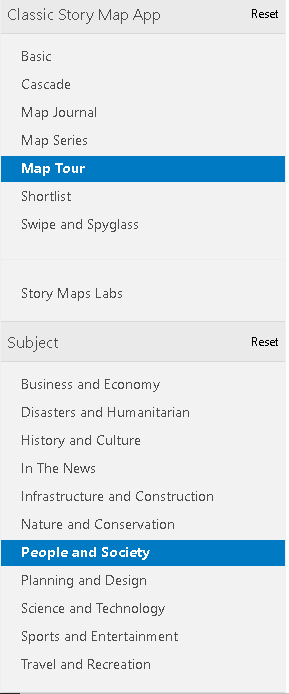 Classic Story Map App Reset
Basic
Cascade
Map Journal
Map Series
Map Tour
Shortlist
Swipe and Spyglass
Story Maps Labs
Subject Reset
Business and Economy
Disasters and Humanitarian
History and Culture
In The News
Infrastructure and Construction
Nature and Conservation
People and Society
Planning and Design
Science and Technology
Sports and Entertainment
Travel and Recreation